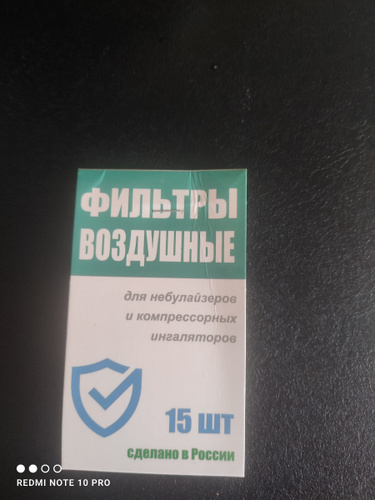 ФИЛЬТРЫ
ВОЗДУШНЫЕ
для небулайзеров
и компрессорных
ингаляторов
15 шт
сделано в России
REDMI NOTE 10 PRO